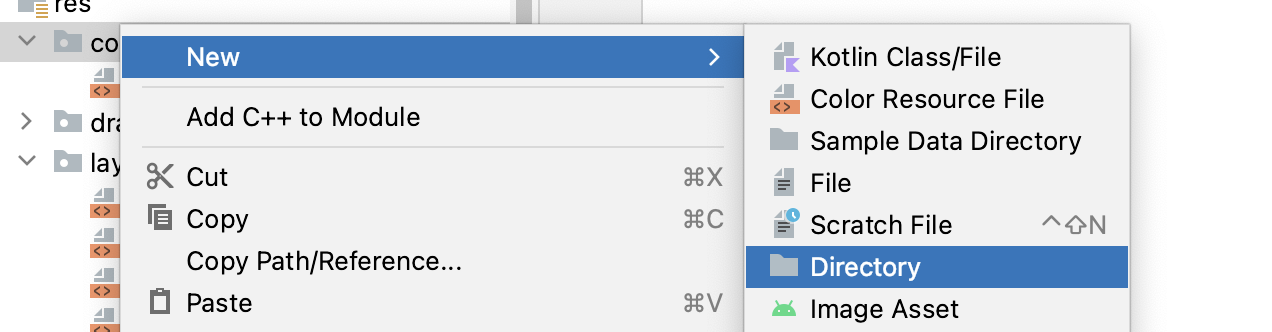 res
co
dra
lay
New
Add C++ to Module
Cut ⌘X
Copy ⌘C
Copy Path/Reference...
Paste ⌘V
Kotlin Class/File
Color Resource File
Sample Data Directory
File
Scratch File ^⇧N
Directory
Image Asset